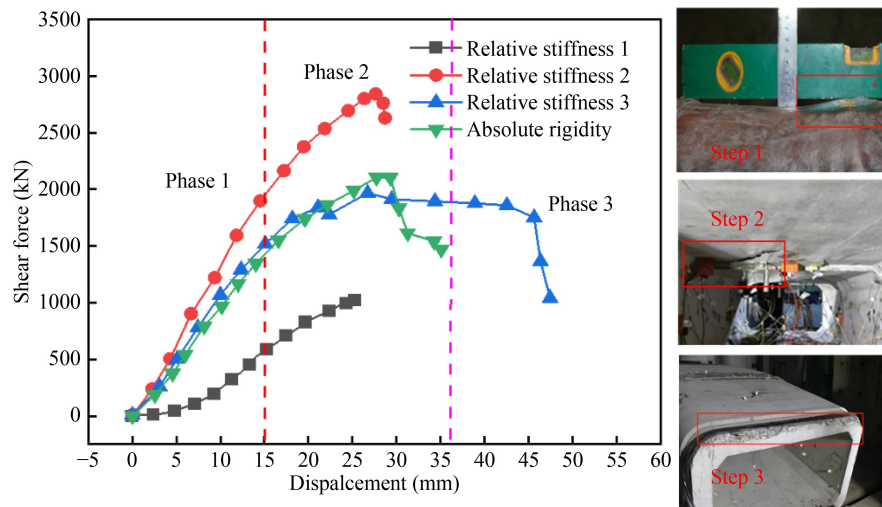 3500
3000
2500
2000
1500
1000
500
0
Shear force (kN)
−5
0
5
10
15
20
25
30
35
40
45
50
55
60
Dispalcement (mm)
Phase 1
Phase 2
Phase 3
Relative stiffness 1
Relative stiffness 2
Relative stiffness 3
Absolute rigidity
Step 1
Step 2
Step 3